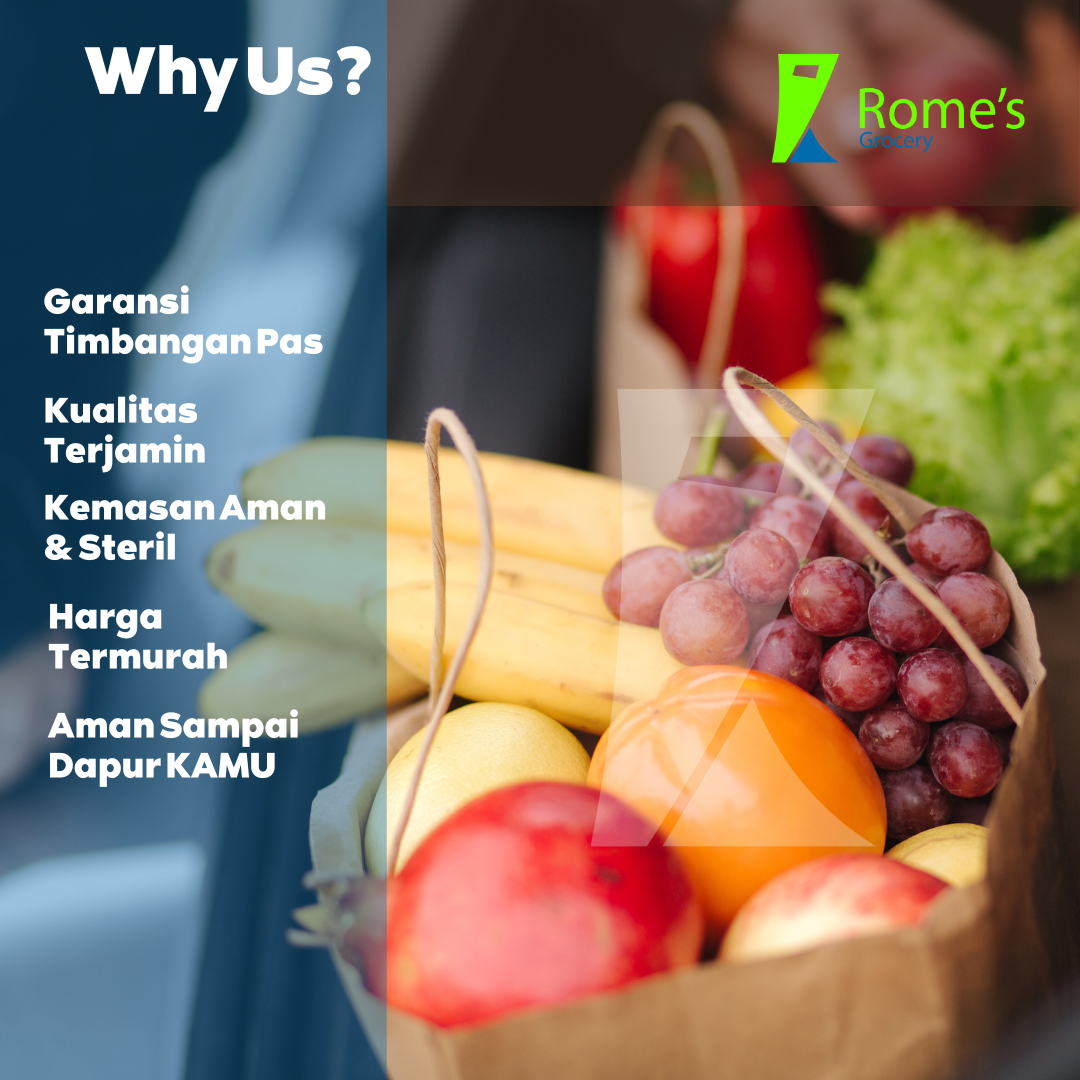 Why Us?
Rome's
Grocery
Garansi
Timbangan Pas
Kualitas
Terjamin
Kemasan Aman
& Steril
Harga
Termurah
Aman Sampai
Dapur KAMU